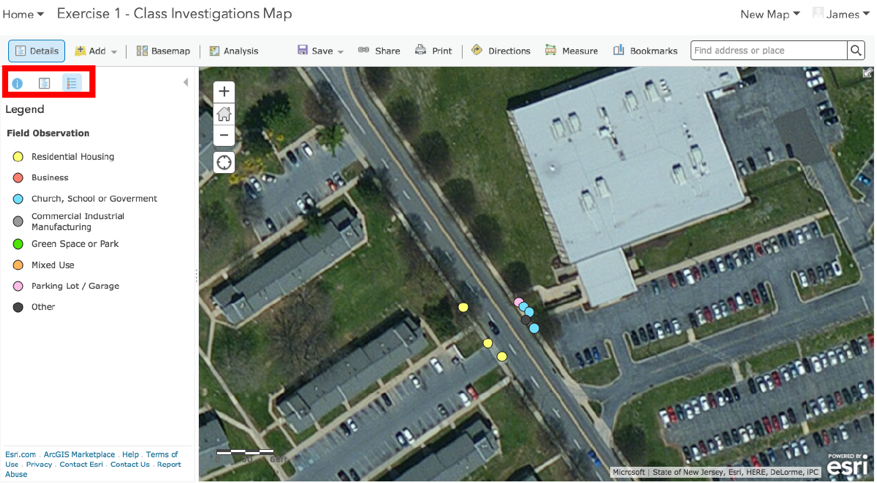 Home Exercise 1 - Class Investigations Map New Map James
Details Add Basemap Analysis Save Share Print Directions Measure Bookmarks Find address or place
Legend
Field Observation
Residential Housing
Business
Church, School or Goverment
Commercial Industrial
Manufacturing
Green Space or Park
Mixed Use
Parking Lot / Garage
Other
Esri.com . ArcGIS Marketplace . Help . Terms of
Use . Privacy . Contact Esri . Contact Us . Report
Abuse
Microsoft | State of New Jersey, Esri, HERE, DeLorme, iPC
POWERED BY
esri